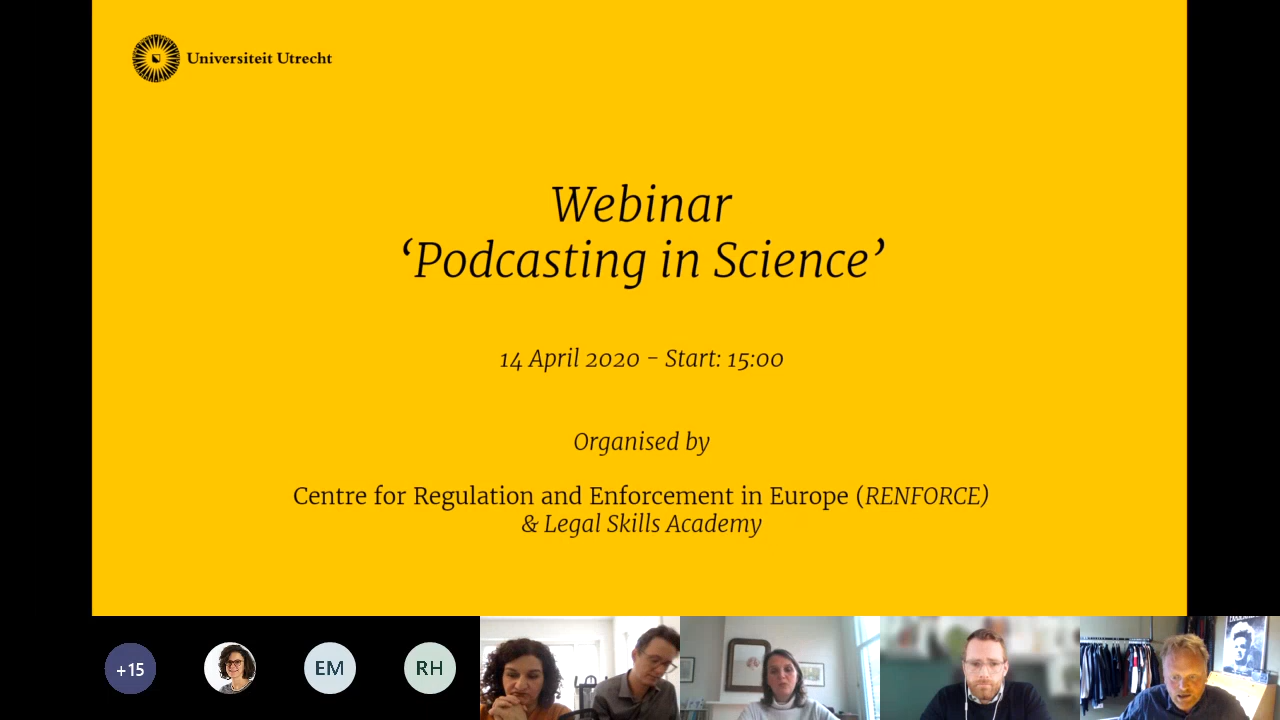 Universiteit Utrecht
Webinar
‘Podcasting in Science’
14 April 2020 – Start: 15:00
Organised by
Centre for Regulation and Enforcement in Europe (RENFORCE)
& Legal Skills Academy
+15
EM
RH